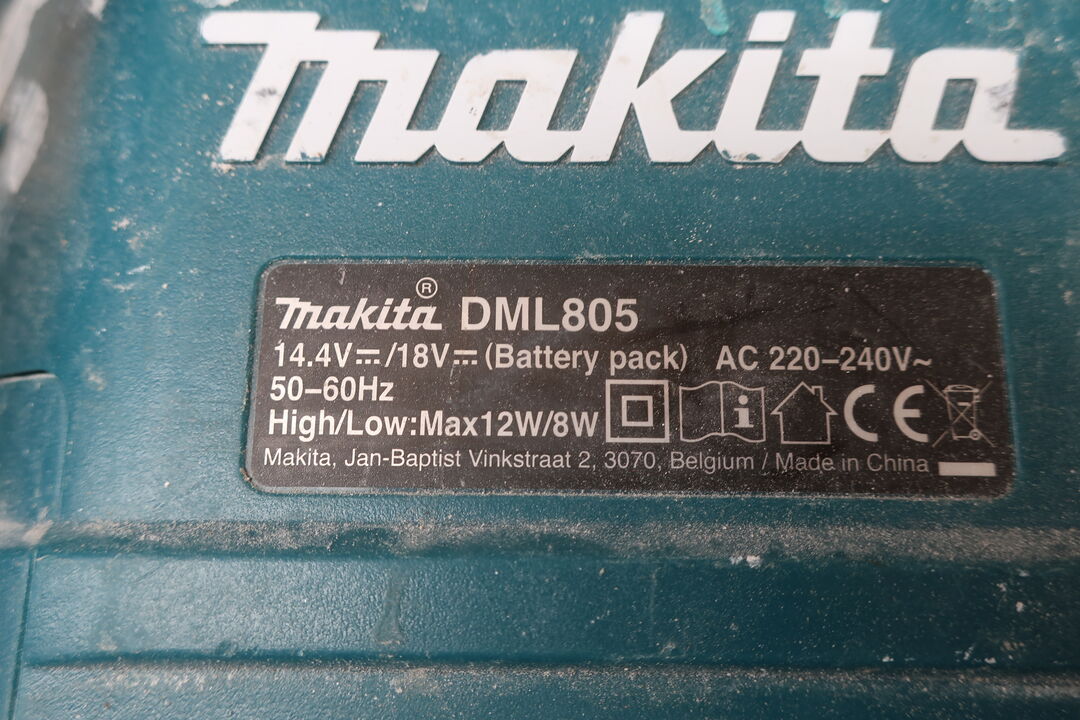 makita
makita® DML805
14.4V⎓/18V⎓(Battery pack) AC 220–240V~
50–60Hz
High/Low:Max12W/8W CE
Makita, Jan-Baptist Vinkstraat 2, 3070, Belgium / Made in China